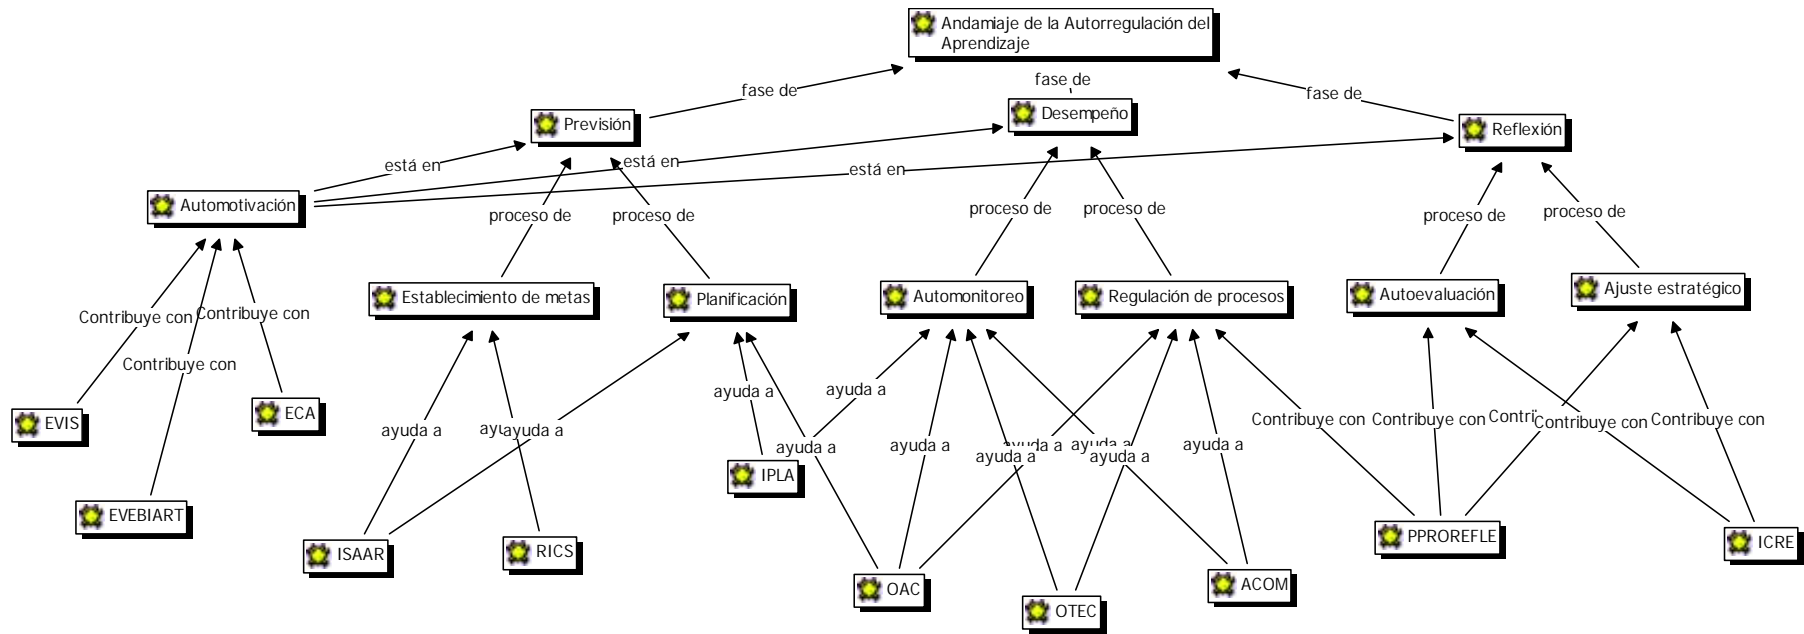 Andamiaje de la Autorregulación del
Aprendizaje
fase de
fase de
fase de
Previsión
Desempeño
Reflexión
está en
está en
está en
Automotivación
proceso de
proceso de
proceso de
proceso de
proceso de
proceso de
Establecimiento de metas
Planificación
Automonitoreo
Regulación de procesos
Autoevaluación
Ajuste estratégico
Contribuye con
Contribuye con
Contribuye con
ayuda a
ayuda a
EVIS
ECA
ayuda a
ayuda a
ayuda a
ayuda a
ayuda a
ayuda a
ayuda a
ayuda a
Contribuye con
Contribuye con
Contribuye con
Contribuye con
IPLA
EVEBIART
ISAAR
RICS
OAC
OTEC
ACOM
PPROREFLE
ICRE